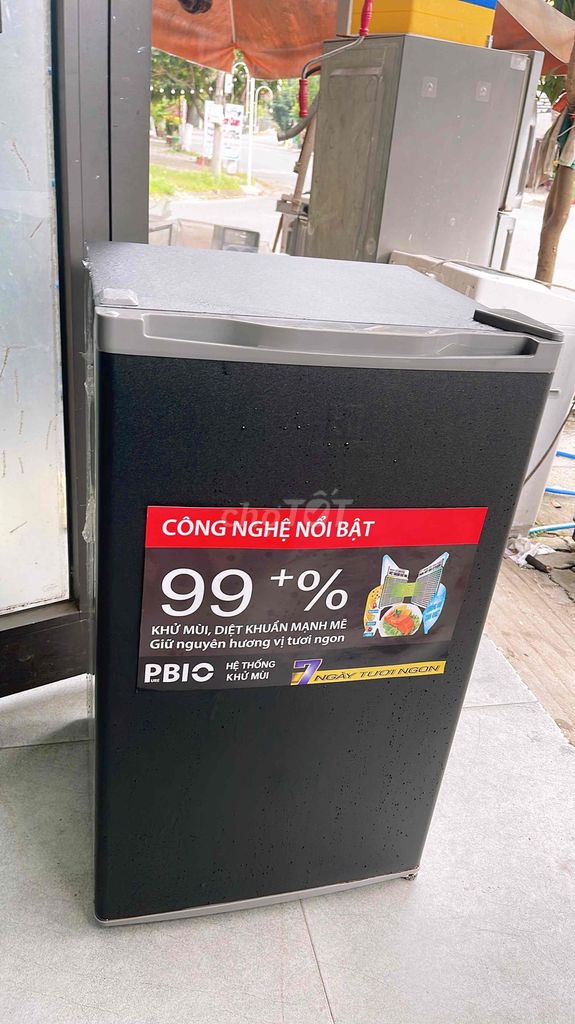 choTỐT
CÔNG NGHỆ NỔI BẬT
99 +%
KHỬ MÙI, DIỆT KHUẨN MẠNH MẼ
Giữ nguyên hương vị tươi ngon
PBIO
HỆ THỐNG
KHỬ MÙI
7 NGÀY TƯƠI NGON